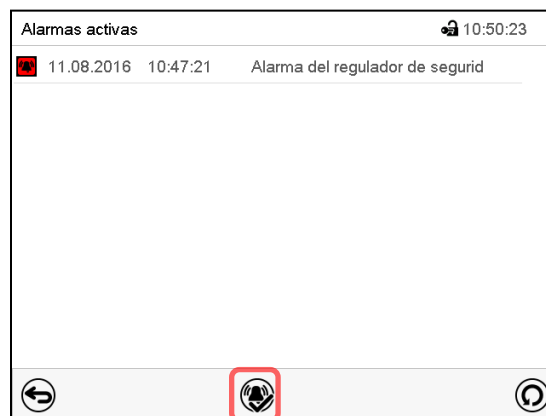 Alarmas activas 10:50:23
11.08.2016 10:47:21 Alarma del regulador de segurid